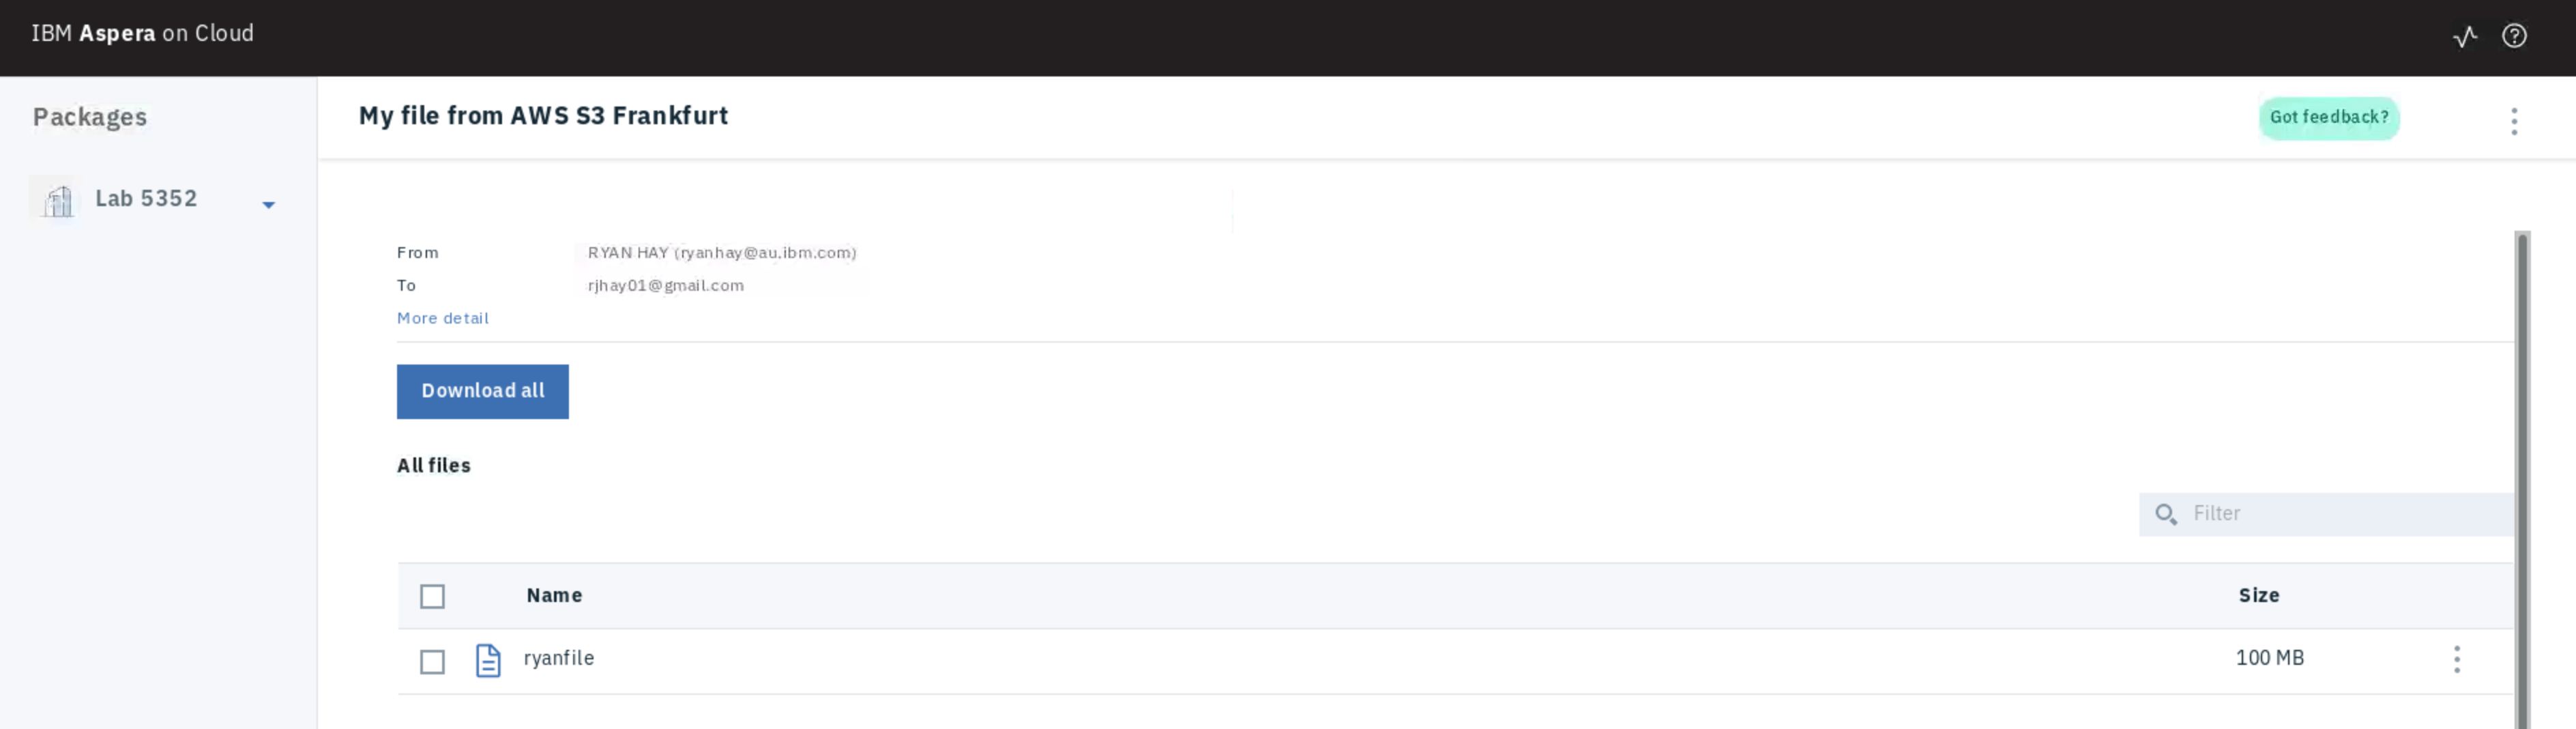 IBM Aspera on Cloud
Packages
Lab 5352
My file from AWS S3 Frankfurt
Got feedback?
From RYAN HAY (ryanhay@au.ibm.com)
To rjhay01@gmail.com
More detail
Download all
All files
Filter
Name Size
ryanfile 100 MB